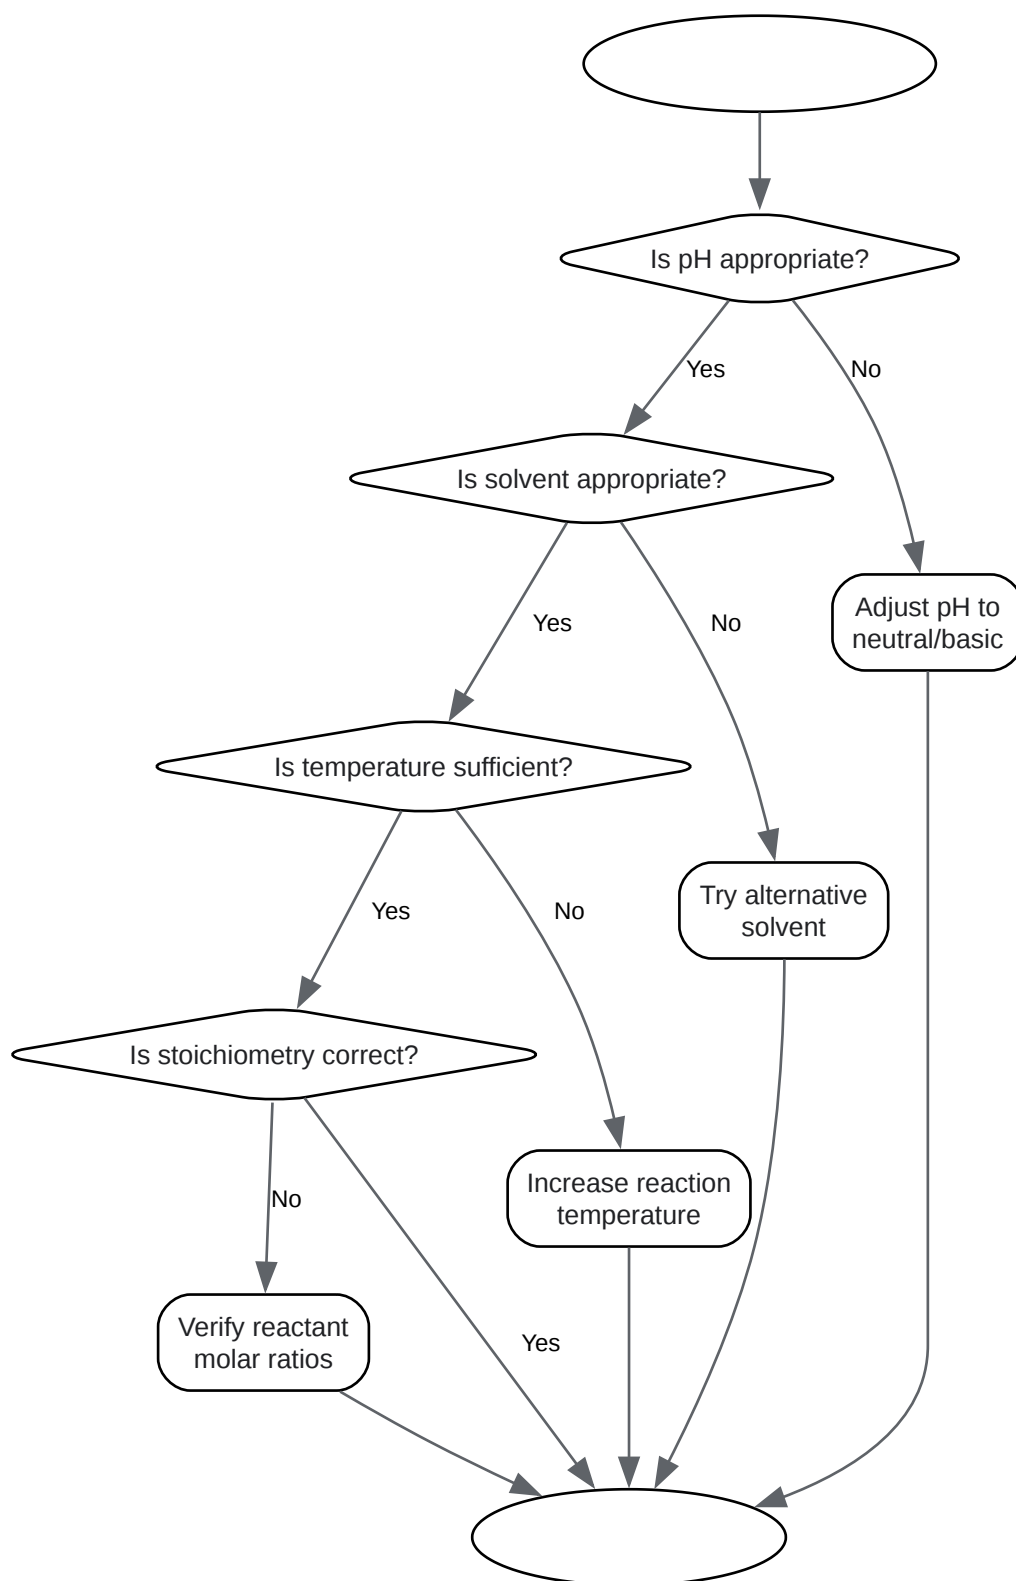 Is pH appropriate?
Yes
No
Is solvent appropriate?
Adjust pH to
neutral/basic
Yes
No
Is temperature sufficient?
Try alternative
solvent
Yes
No
Is stoichiometry correct?
Increase reaction
temperature
No
Verify reactant
molar ratios
Yes